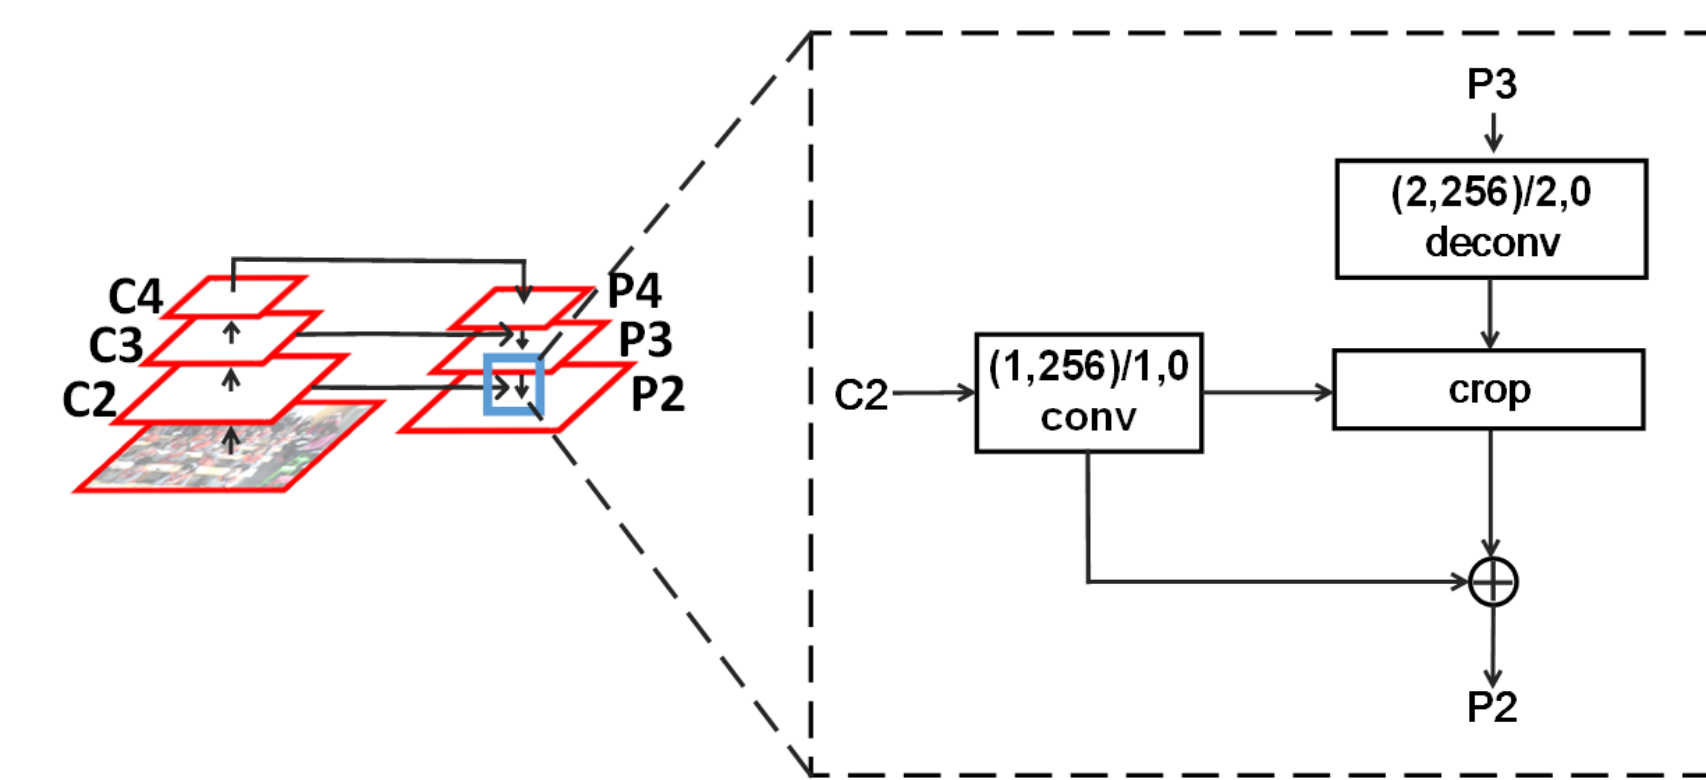 C4
C3
C2
P4
P3
P2
P3
(2,256)/2,0
deconv
C2
(1,256)/1,0
conv
crop
P2